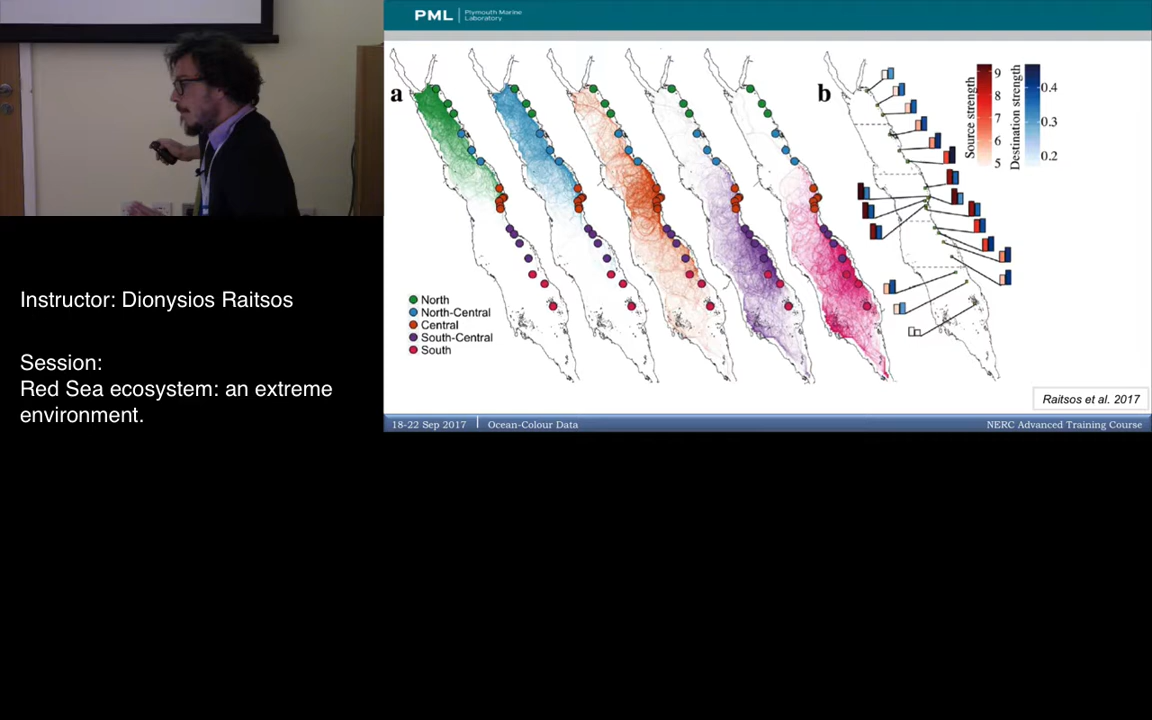 PML Plymouth Marine
Laboratory
a
b
Source strength
9
8
7
6
5
Destination strength
0.4
0.3
0.2
North
North-Central
Central
South-Central
South
Raitsos et al. 2017
18-22 Sep 2017 Ocean-Colour Data NERC Advanced Training Course
Instructor: Dionysios Raitsos
Session:
Red Sea ecosystem: an extreme
environment.